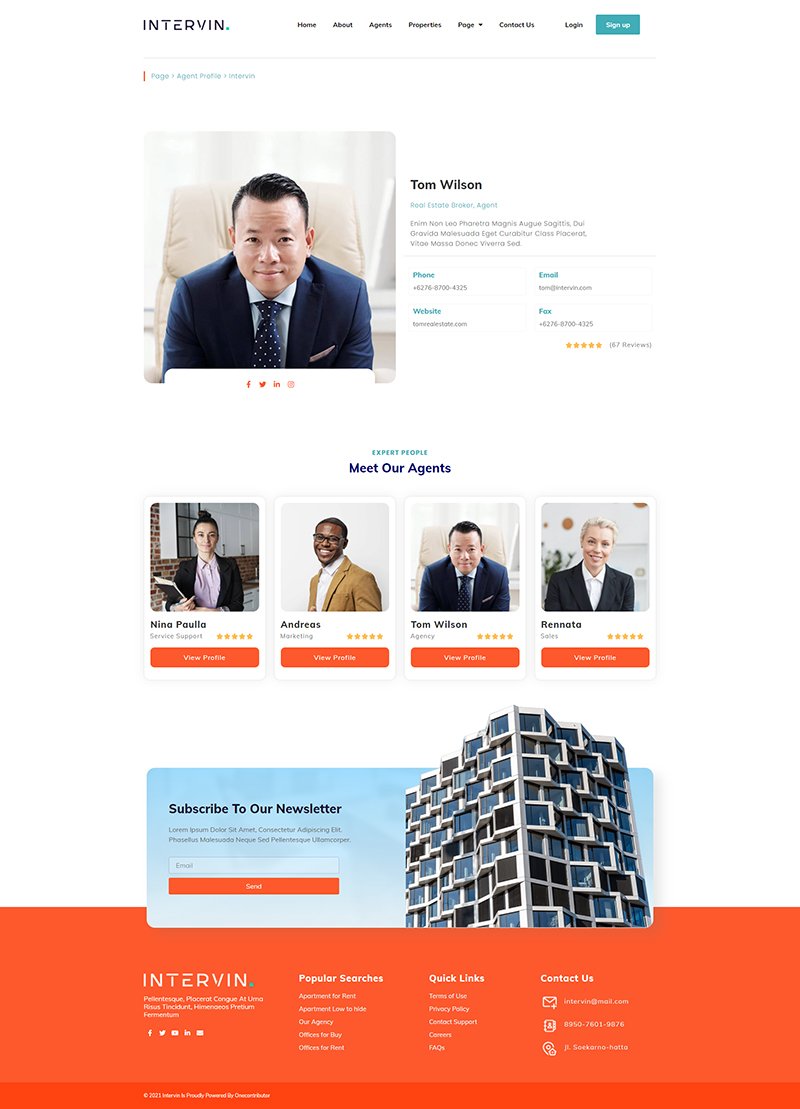 INTERVIN.
Home About Agents Properties Page Contact Us Login Sign up
Page > Agent Profile > Intervin
Tom Wilson
Real Estate Broker, Agent
Enim Non Leo Pharetra Magnis Augue Sagittis, Dui
Gravida Malesuada Eget Curabitur Class Placerat,
Vitae Massa Donec Viverra Sed.
Phone Email
+6276-8700-4325 tom@intervin.com
Website Fax
tomrealestate.com +6276-8700-4325
(67 Reviews)
EXPERT PEOPLE
Meet Our Agents
Nina Paulla Andreas Tom Wilson Rennata
Service Support Marketing Agency Sales
View Profile View Profile View Profile View Profile
Subscribe To Our Newsletter
Lorem Ipsum Dolor Sit Amet, Consectetur Adipiscing Elit.
Phasellus Malesuada Neque Sed Pellentesque Ullamcorper.
Email
Send
INTERVIN.
Pellentesque, Placerat Congue At Urna
Risus Tincidunt, Himenaeos Pretium
Fermentum
Popular Searches
Apartment for Rent
Apartment Low to hide
Our Agency
Offices for Buy
Offices for Rent
Quick Links
Terms of Use
Privacy Policy
Contact Support
Careers
FAQs
Contact Us
intervin@mail.com
8950-7601-9876
Jl. Soekarno-hatta
© 2021 Intervin Is Proudly Powered By Onecontributor